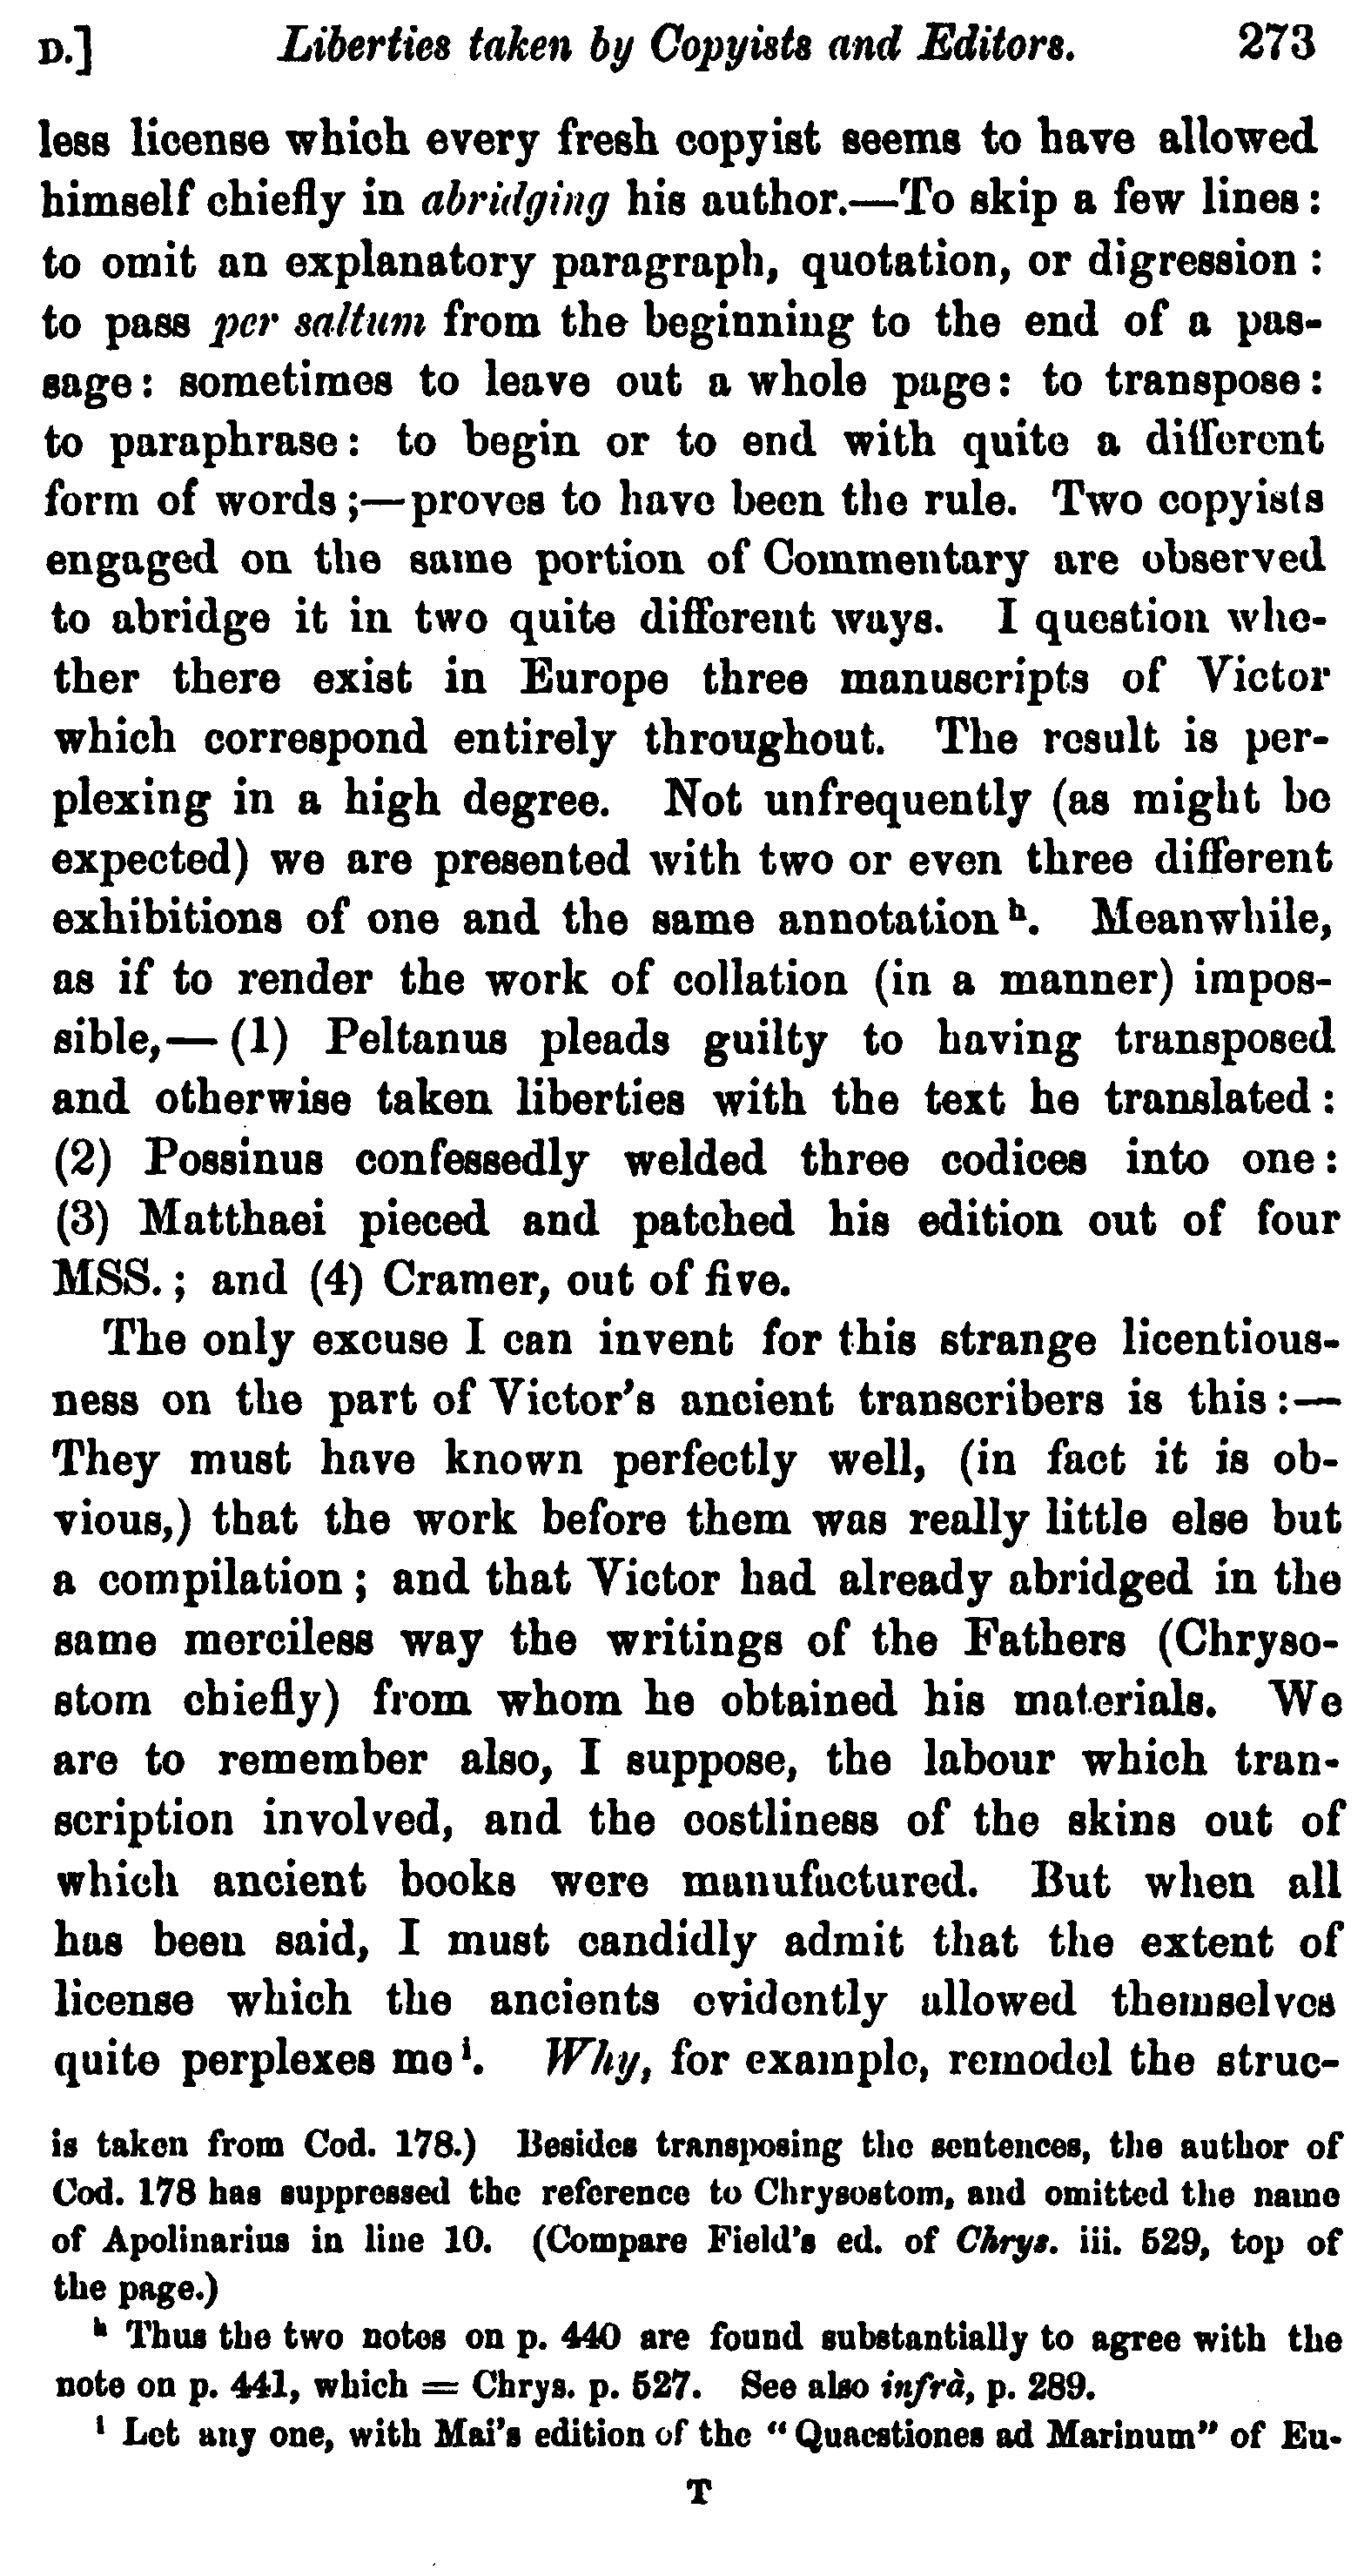 D.] Liberties taken by Copyists and Editors. 273
less license which every fresh copyist seems to have allowed
himself chiefly in abridging his author.—To skip a few lines :
to omit an explanatory paragraph, quotation, or digression :
to pass per saltum from the beginning to the end of a pas-
sage: sometimes to leave out a whole page: to transpose:
to paraphrase: to begin or to end with quite a different
form of words ;—proves to have been the rule. Two copyists
engaged on the same portion of Commentary are observed
to abridge it in two quite different ways. I question whe-
ther there exist in Europe three manuscripts of Victor
which correspond entirely throughout. The result is per-
plexing in a high degree. Not unfrequently (as might be
expected) we are presented with two or even three different
exhibitions of one and the same annotation h. Meanwhile,
as if to render the work of collation (in a manner) impos-
sible,— (1) Peltanus pleads guilty to having transposed
and otherwise taken liberties with the text he translated :
(2) Possinus confessedly welded three codices into one :
(3) Matthaei pieced and patched his edition out of four
MSS. ; and (4) Cramer, out of five.
The only excuse I can invent for this strange licentious-
ness on the part of Victor's ancient transcribers is this :—
They must have known perfectly well, (in fact it is ob-
vious,) that the work before them was really little else but
a compilation ; and that Victor had already abridged in the
same merciless way the writings of the Fathers (Chryso-
stom chiefly) from whom he obtained his materials. We
are to remember also, I suppose, the labour which tran-
scription involved, and the costliness of the skins out of
which ancient books were manufactured. But when all
has been said, I must candidly admit that the extent of
license which the ancients evidently allowed themselves
quite perplexes me i. Why, for example, remodel the struc-
is taken from Cod. 178.) Besides transposing the sentences, the author of
Cod. 178 has suppressed the reference to Chrysostom, and omitted the name
of Apolinarius in line 10. (Compare Field's ed. of Chrys. iii. 529, top of
the page.)
h Thus the two notes on p. 440 are found substantially to agree with the
note on p. 441, which = Chrys. p. 527. See also infrà, p. 289.
i Let any one, with Mai's edition of the "Quaestiones ad Marinum" of Eu-
T